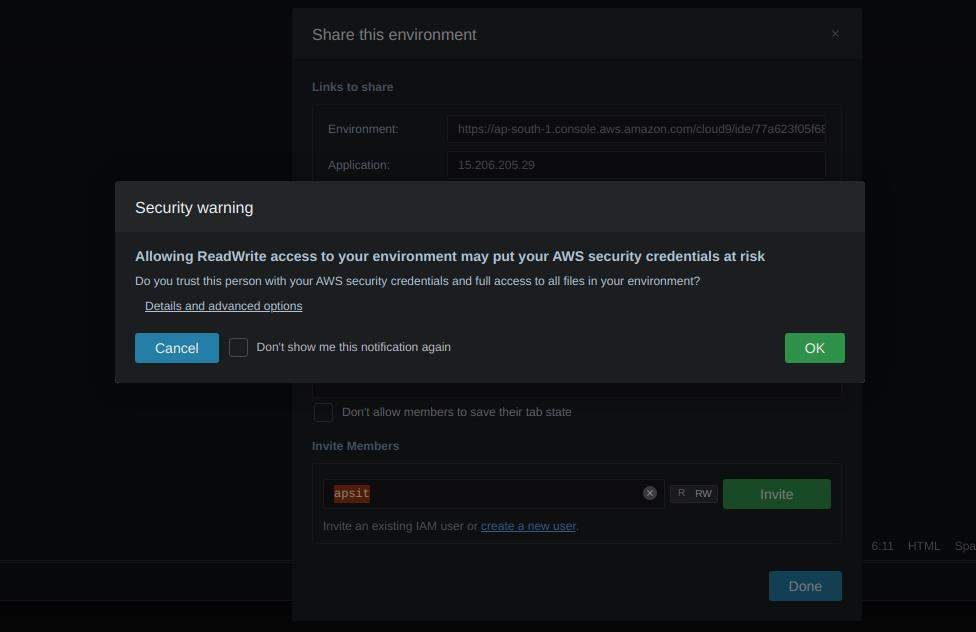 Share this environment ×
Links to share
Environment: https://ap-south-1.console.aws.amazon.com/cloud9/ide/77a623f05f68
Application: 15.206.205.29
Security warning
Allowing ReadWrite access to your environment may put your AWS security credentials at risk
Do you trust this person with your AWS security credentials and full access to all files in your environment?
Details and advanced options
Cancel Don't show me this notification again OK
Don't allow members to save their tab state
Invite Members
apsit R RW Invite
Invite an existing IAM user or create a new user.
6:11 HTML Spa
Done